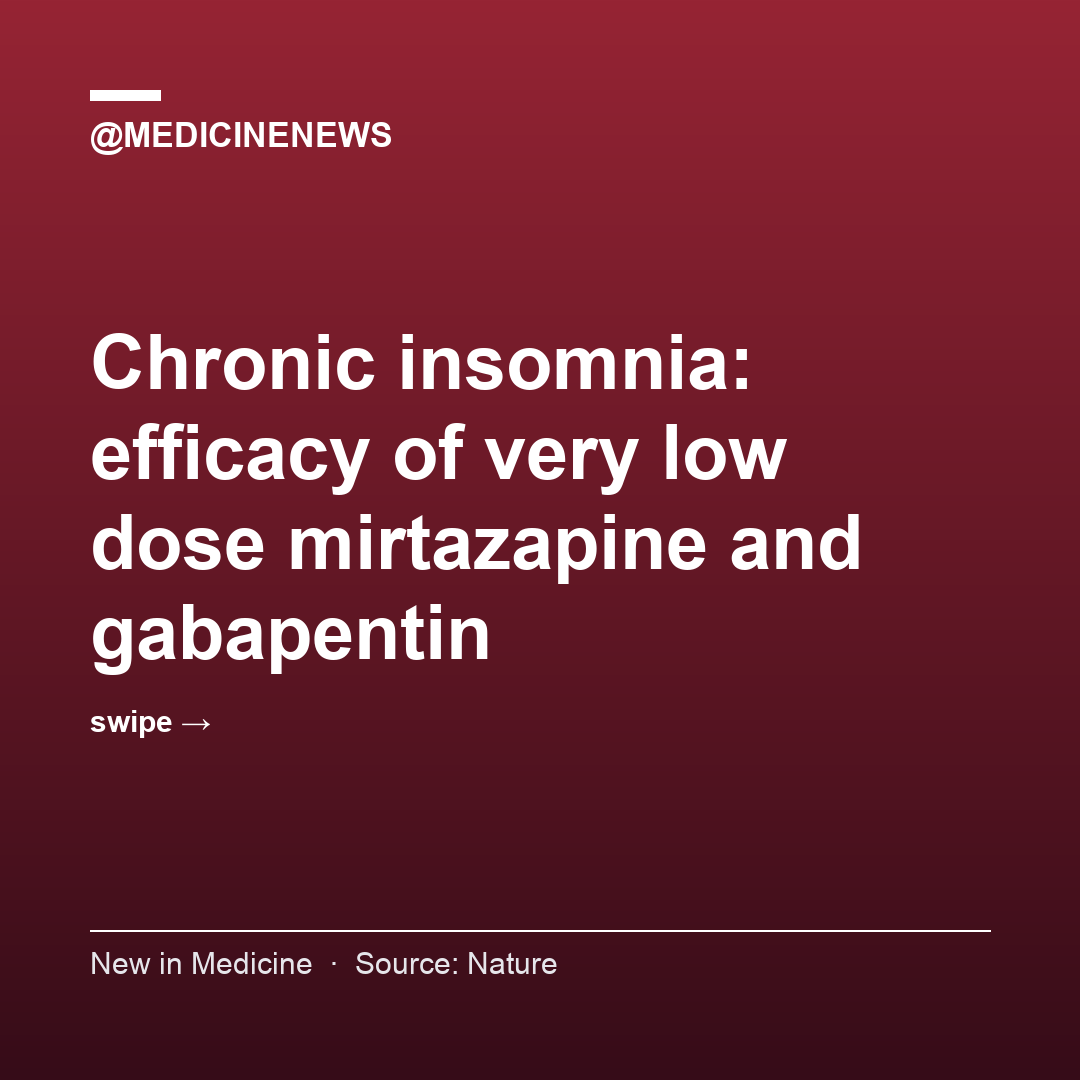 @MEDICINENEWS
Chronic insomnia:
efficacy of very low
dose mirtazapine and
gabapentin
swipe →
New in Medicine · Source: Nature